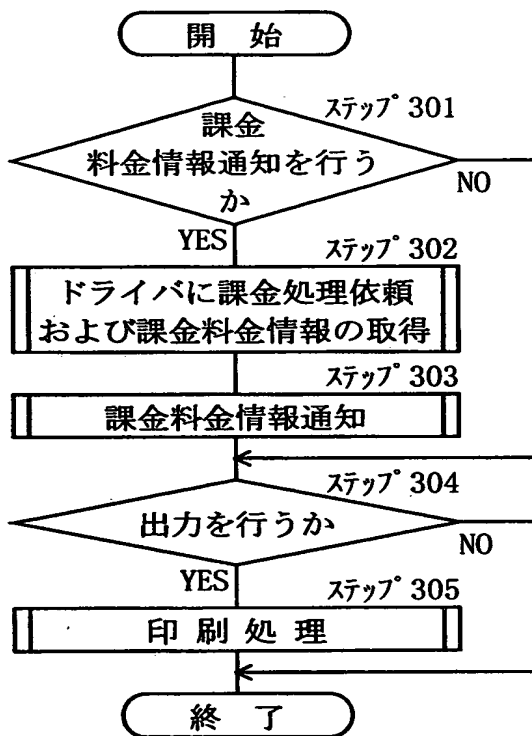 開 始
ステップ 301
課金
料金情報通知を行う
か
NO
YES
ステップ 302
ドライバに課金処理依頼
および課金料金情報の取得
ステップ 303
課金料金情報通知
ステップ 304
出力を行うか
NO
YES
ステップ 305
印 刷 処 理
終 了